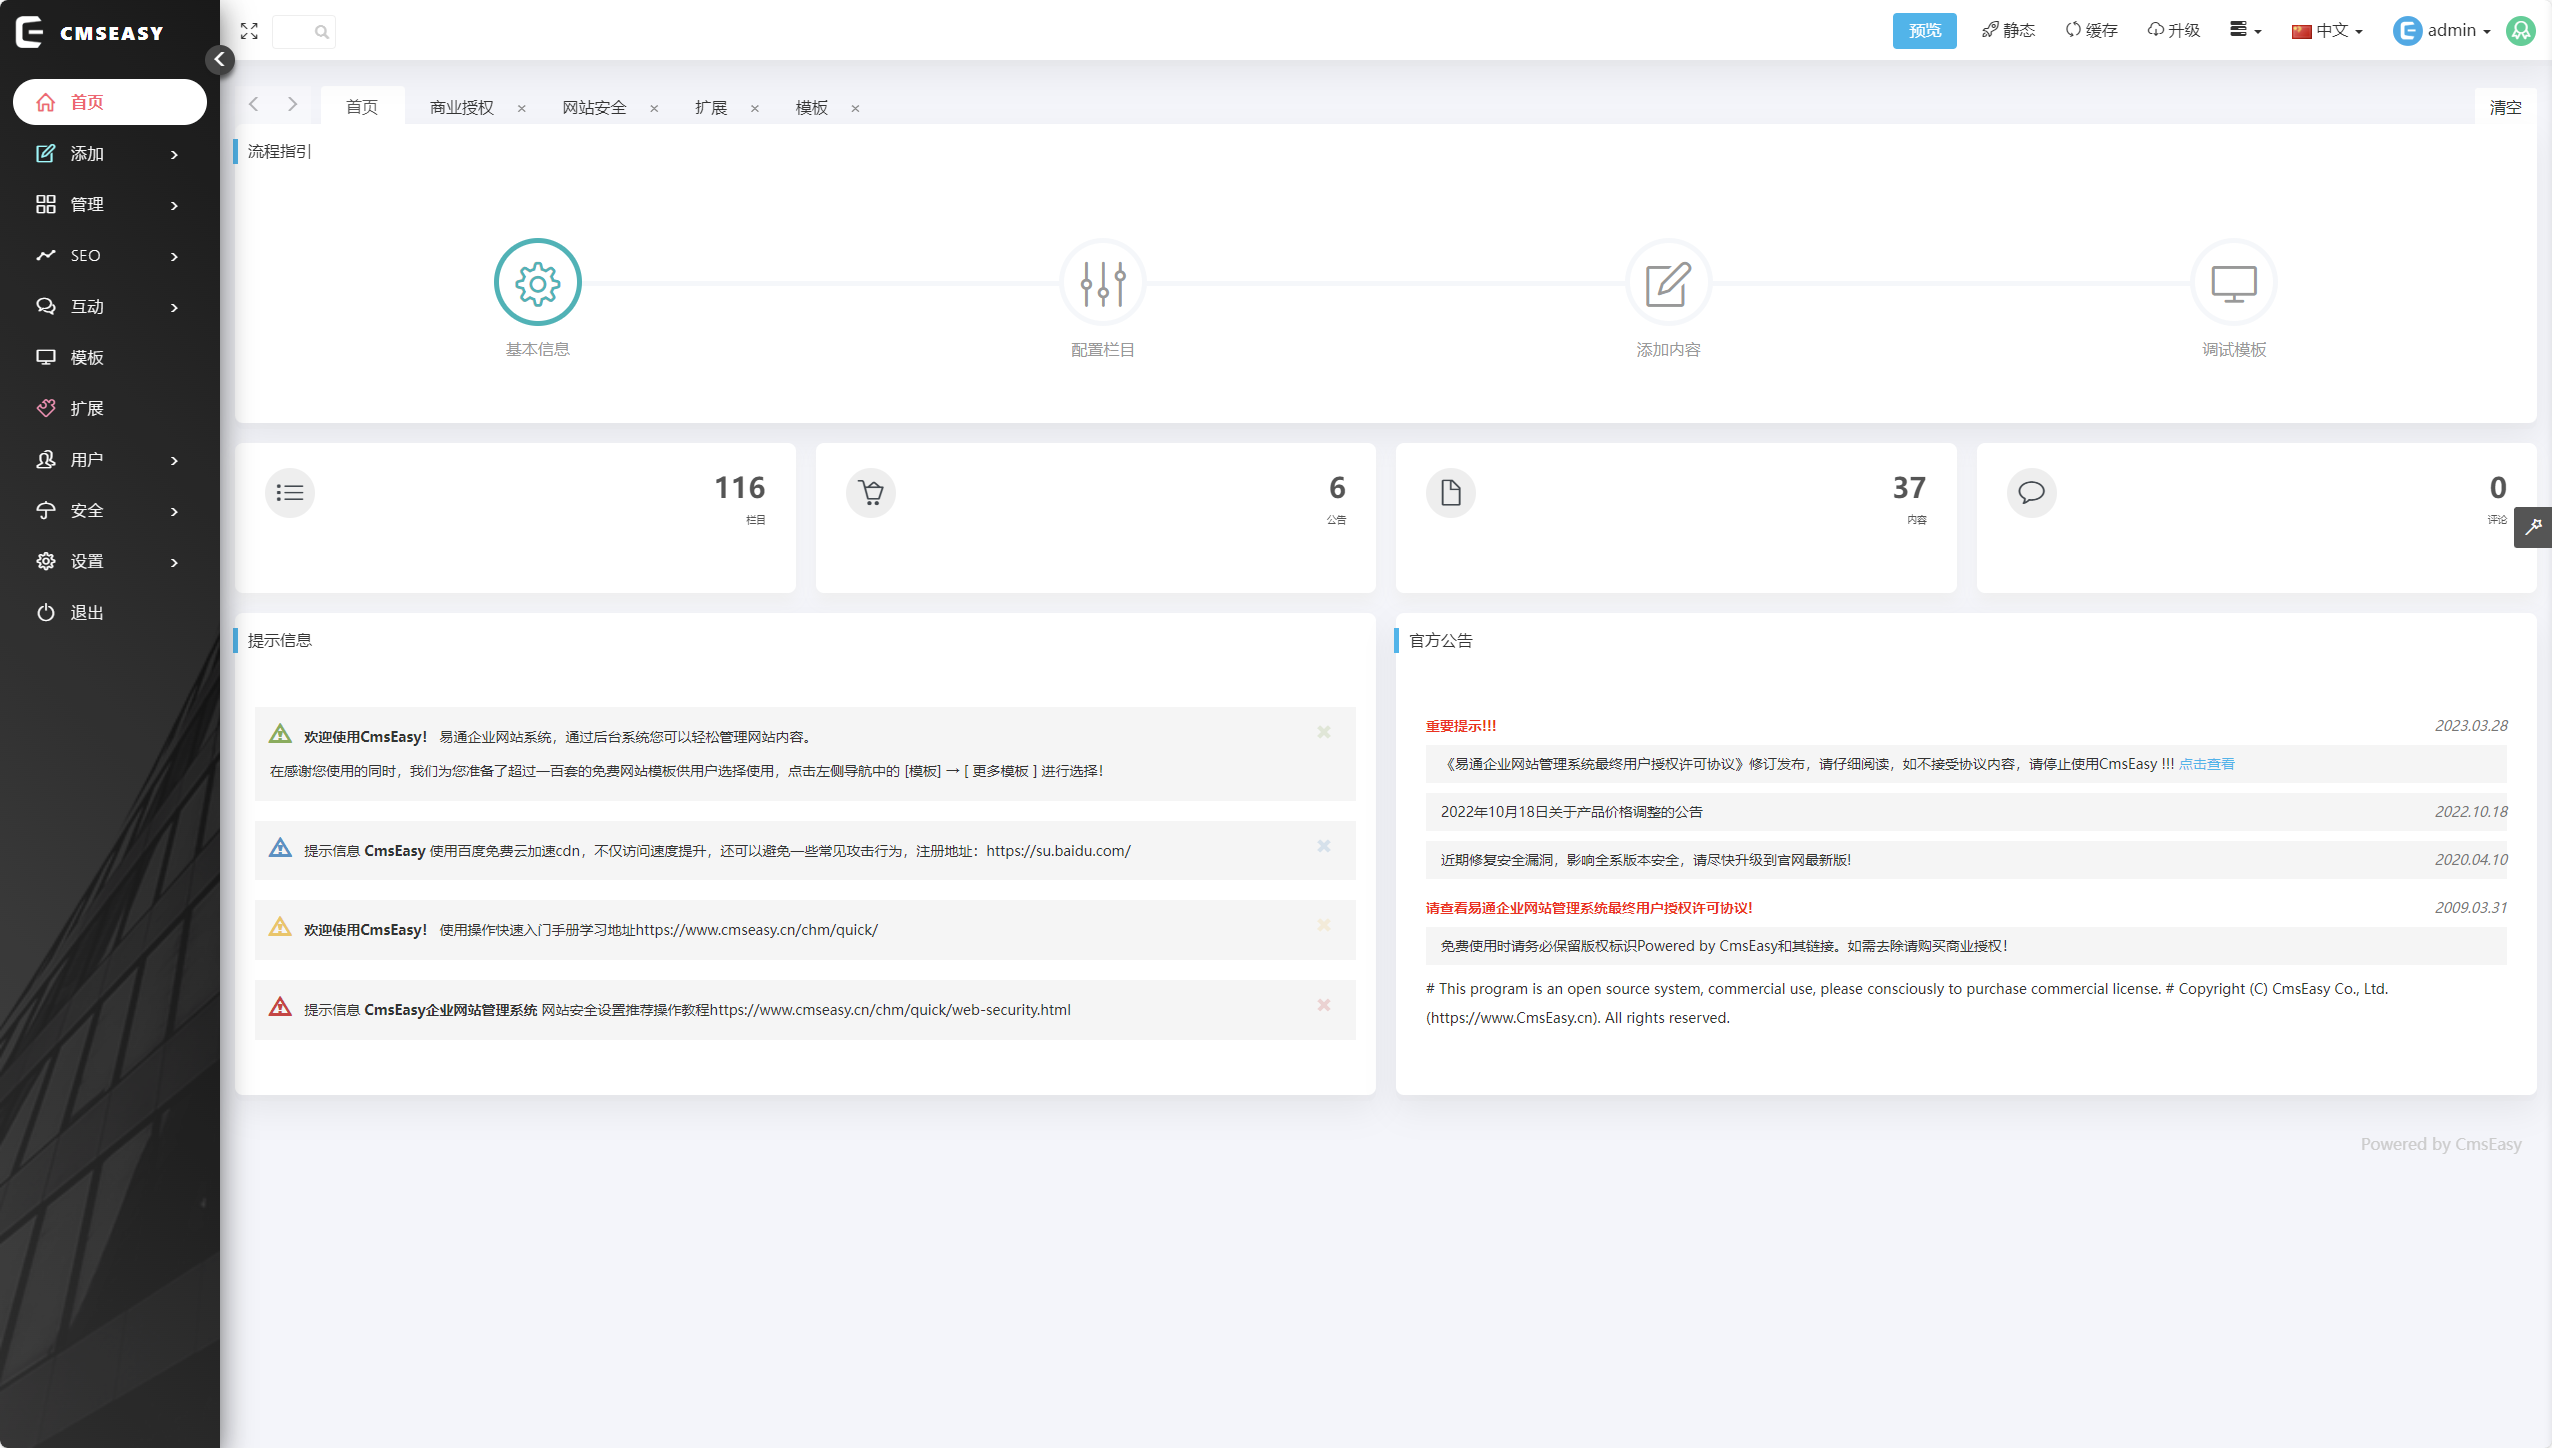 CMSEASY
预览
静态
缓存
升级
中文
admin
首页
添加
管理
SEO
互动
模板
扩展
用户
安全
设置
退出
首页
商业授权
网站安全
扩展
模板
清空
流程指引
基本信息
配置栏目
添加内容
调试模板
116
栏目
6
公告
37
内容
0
评论
提示信息
欢迎使用CmsEasy! 易通企业网站系统，通过后台系统您可以轻松管理网站内容。
在感谢您使用的同时，我们为您准备了超过一百套的免费网站模板供用户选择使用，点击左侧导航中的 [模板] → [ 更多模板 ] 进行选择！
提示信息 CmsEasy 使用百度免费云加速cdn，不仅访问速度提升，还可以避免一些常见攻击行为，注册地址：https://su.baidu.com/
欢迎使用CmsEasy! 使用操作快速入门手册学习地址https://www.cmseasy.cn/chm/quick/
提示信息 CmsEasy企业网站管理系统 网站安全设置推荐操作教程https://www.cmseasy.cn/chm/quick/web-security.html
官方公告
重要提示!!! 2023.03.28
《易通企业网站管理系统最终用户授权许可协议》修订发布，请仔细阅读，如不接受协议内容，请停止使用CmsEasy !!! 点击查看
2022年10月18日关于产品价格调整的公告 2022.10.18
近期修复安全漏洞，影响全系版本安全，请尽快升级到官网最新版! 2020.04.10
请查看易通企业网站管理系统最终用户授权许可协议! 2009.03.31
免费使用时请务必保留版权标识Powered by CmsEasy和其链接。如需去除请购买商业授权!
# This program is an open source system, commercial use, please consciously to purchase commercial license. # Copyright (C) CmsEasy Co., Ltd.
(https://www.CmsEasy.cn). All rights reserved.
Powered by CmsEasy